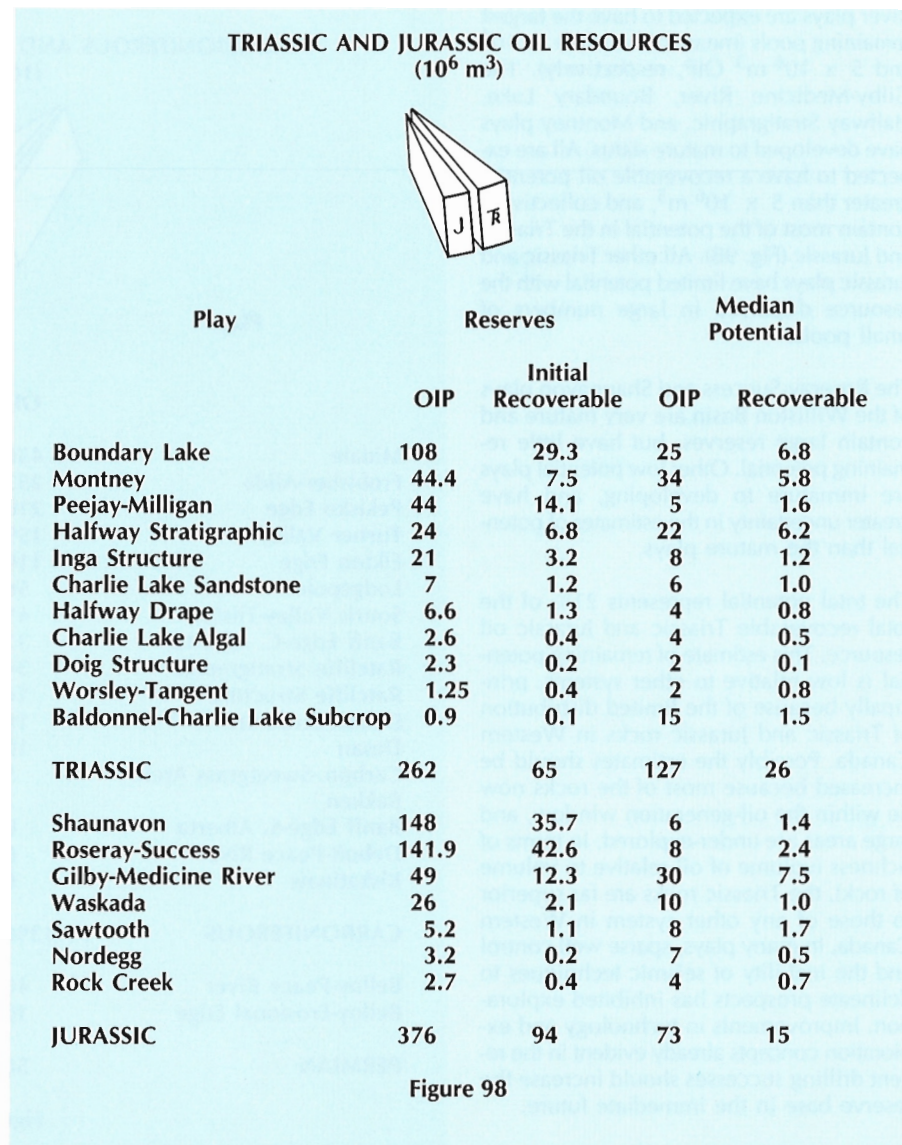 TRIASSIC AND JURASSIC OIL RESOURCES
(10⁶ m³)
J TR
Play Reserves Median
Potential
Initial
OIP Recoverable OIP Recoverable
Boundary Lake 108 29.3 25 6.8
Montney 44.4 7.5 34 5.8
Peejay-Milligan 44 14.1 5 1.6
Halfway Stratigraphic 24 6.8 22 6.2
Inga Structure 21 3.2 8 1.2
Charlie Lake Sandstone 7 1.2 6 1.0
Halfway Drape 6.6 1.3 4 0.8
Charlie Lake Algal 2.6 0.4 4 0.5
Doig Structure 2.3 0.2 2 0.1
Worsley-Tangent 1.25 0.4 2 0.8
Baldonnel-Charlie Lake Subcrop 0.9 0.1 15 1.5
TRIASSIC 262 65 127 26
Shaunavon 148 35.7 6 1.4
Roseray-Success 141.9 42.6 8 2.4
Gilby-Medicine River 49 12.3 30 7.5
Waskada 26 2.1 10 1.0
Sawtooth 5.2 1.1 8 1.7
Nordegg 3.2 0.2 7 0.5
Rock Creek 2.7 0.4 4 0.7
JURASSIC 376 94 73 15
Figure 98